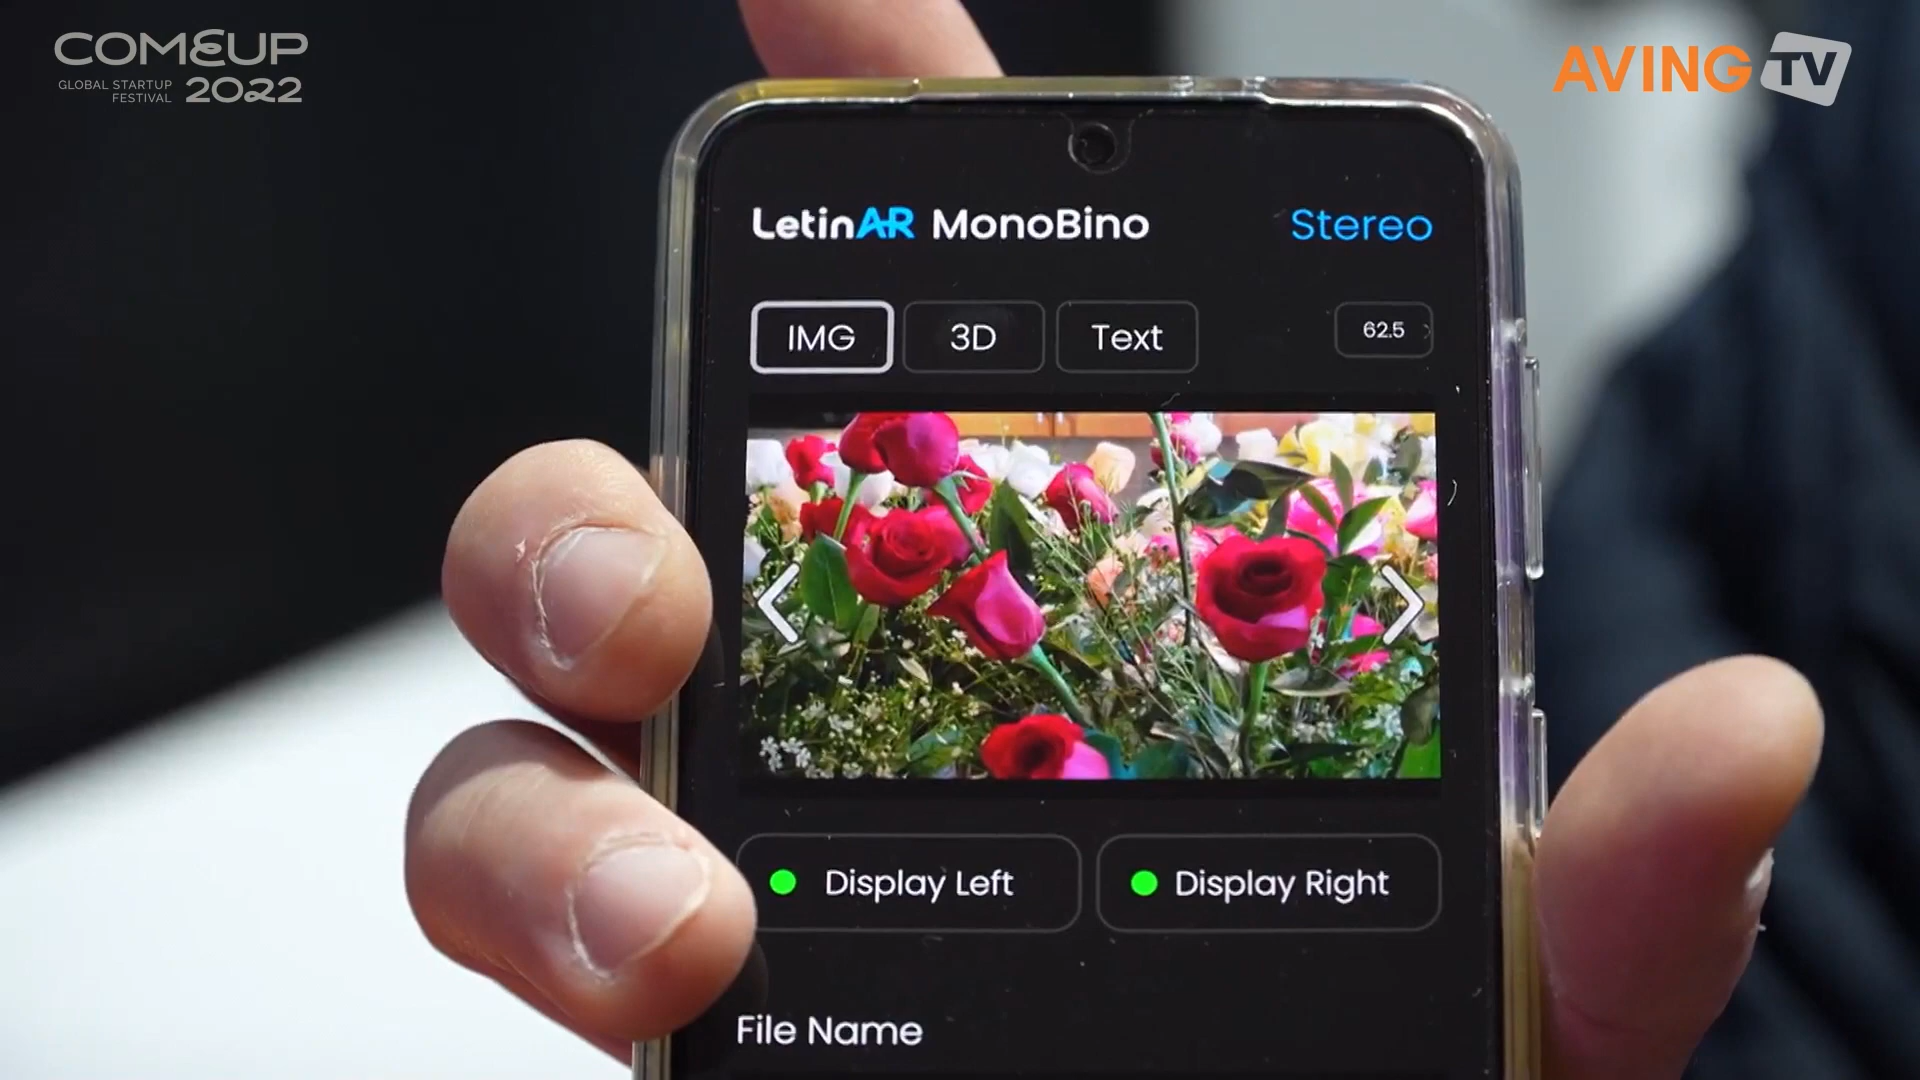 COMEUP
GLOBAL STARTUP
FESTIVAL 2022
AVING TV
LetinAR MonoBino Stereo
IMG 3D Text 62.5
Display Left Display Right
File Name